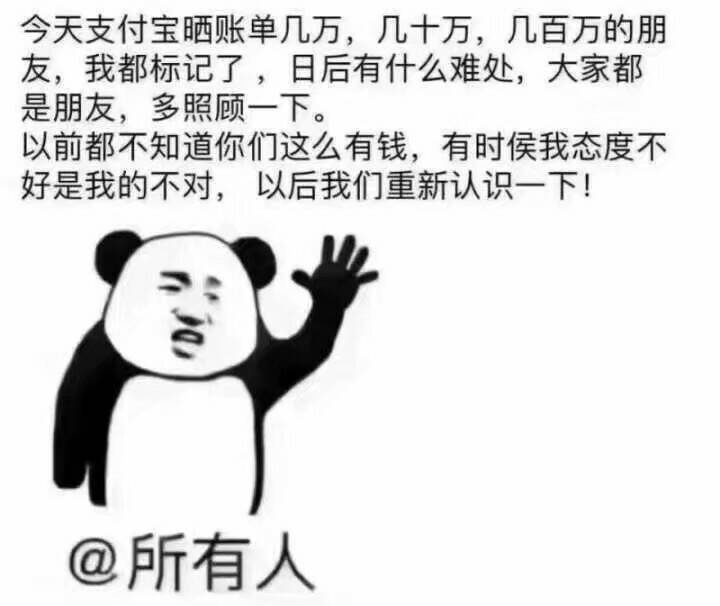 今天支付宝晒账单几万，几十万，几百万的朋
友，我都标记了 ，日后有什么难处，大家都
是朋友，多照顾一下。
以前都不知道你们这么有钱，有时侯我态度不
好是我的不对， 以后我们重新认识一下！
@所有人